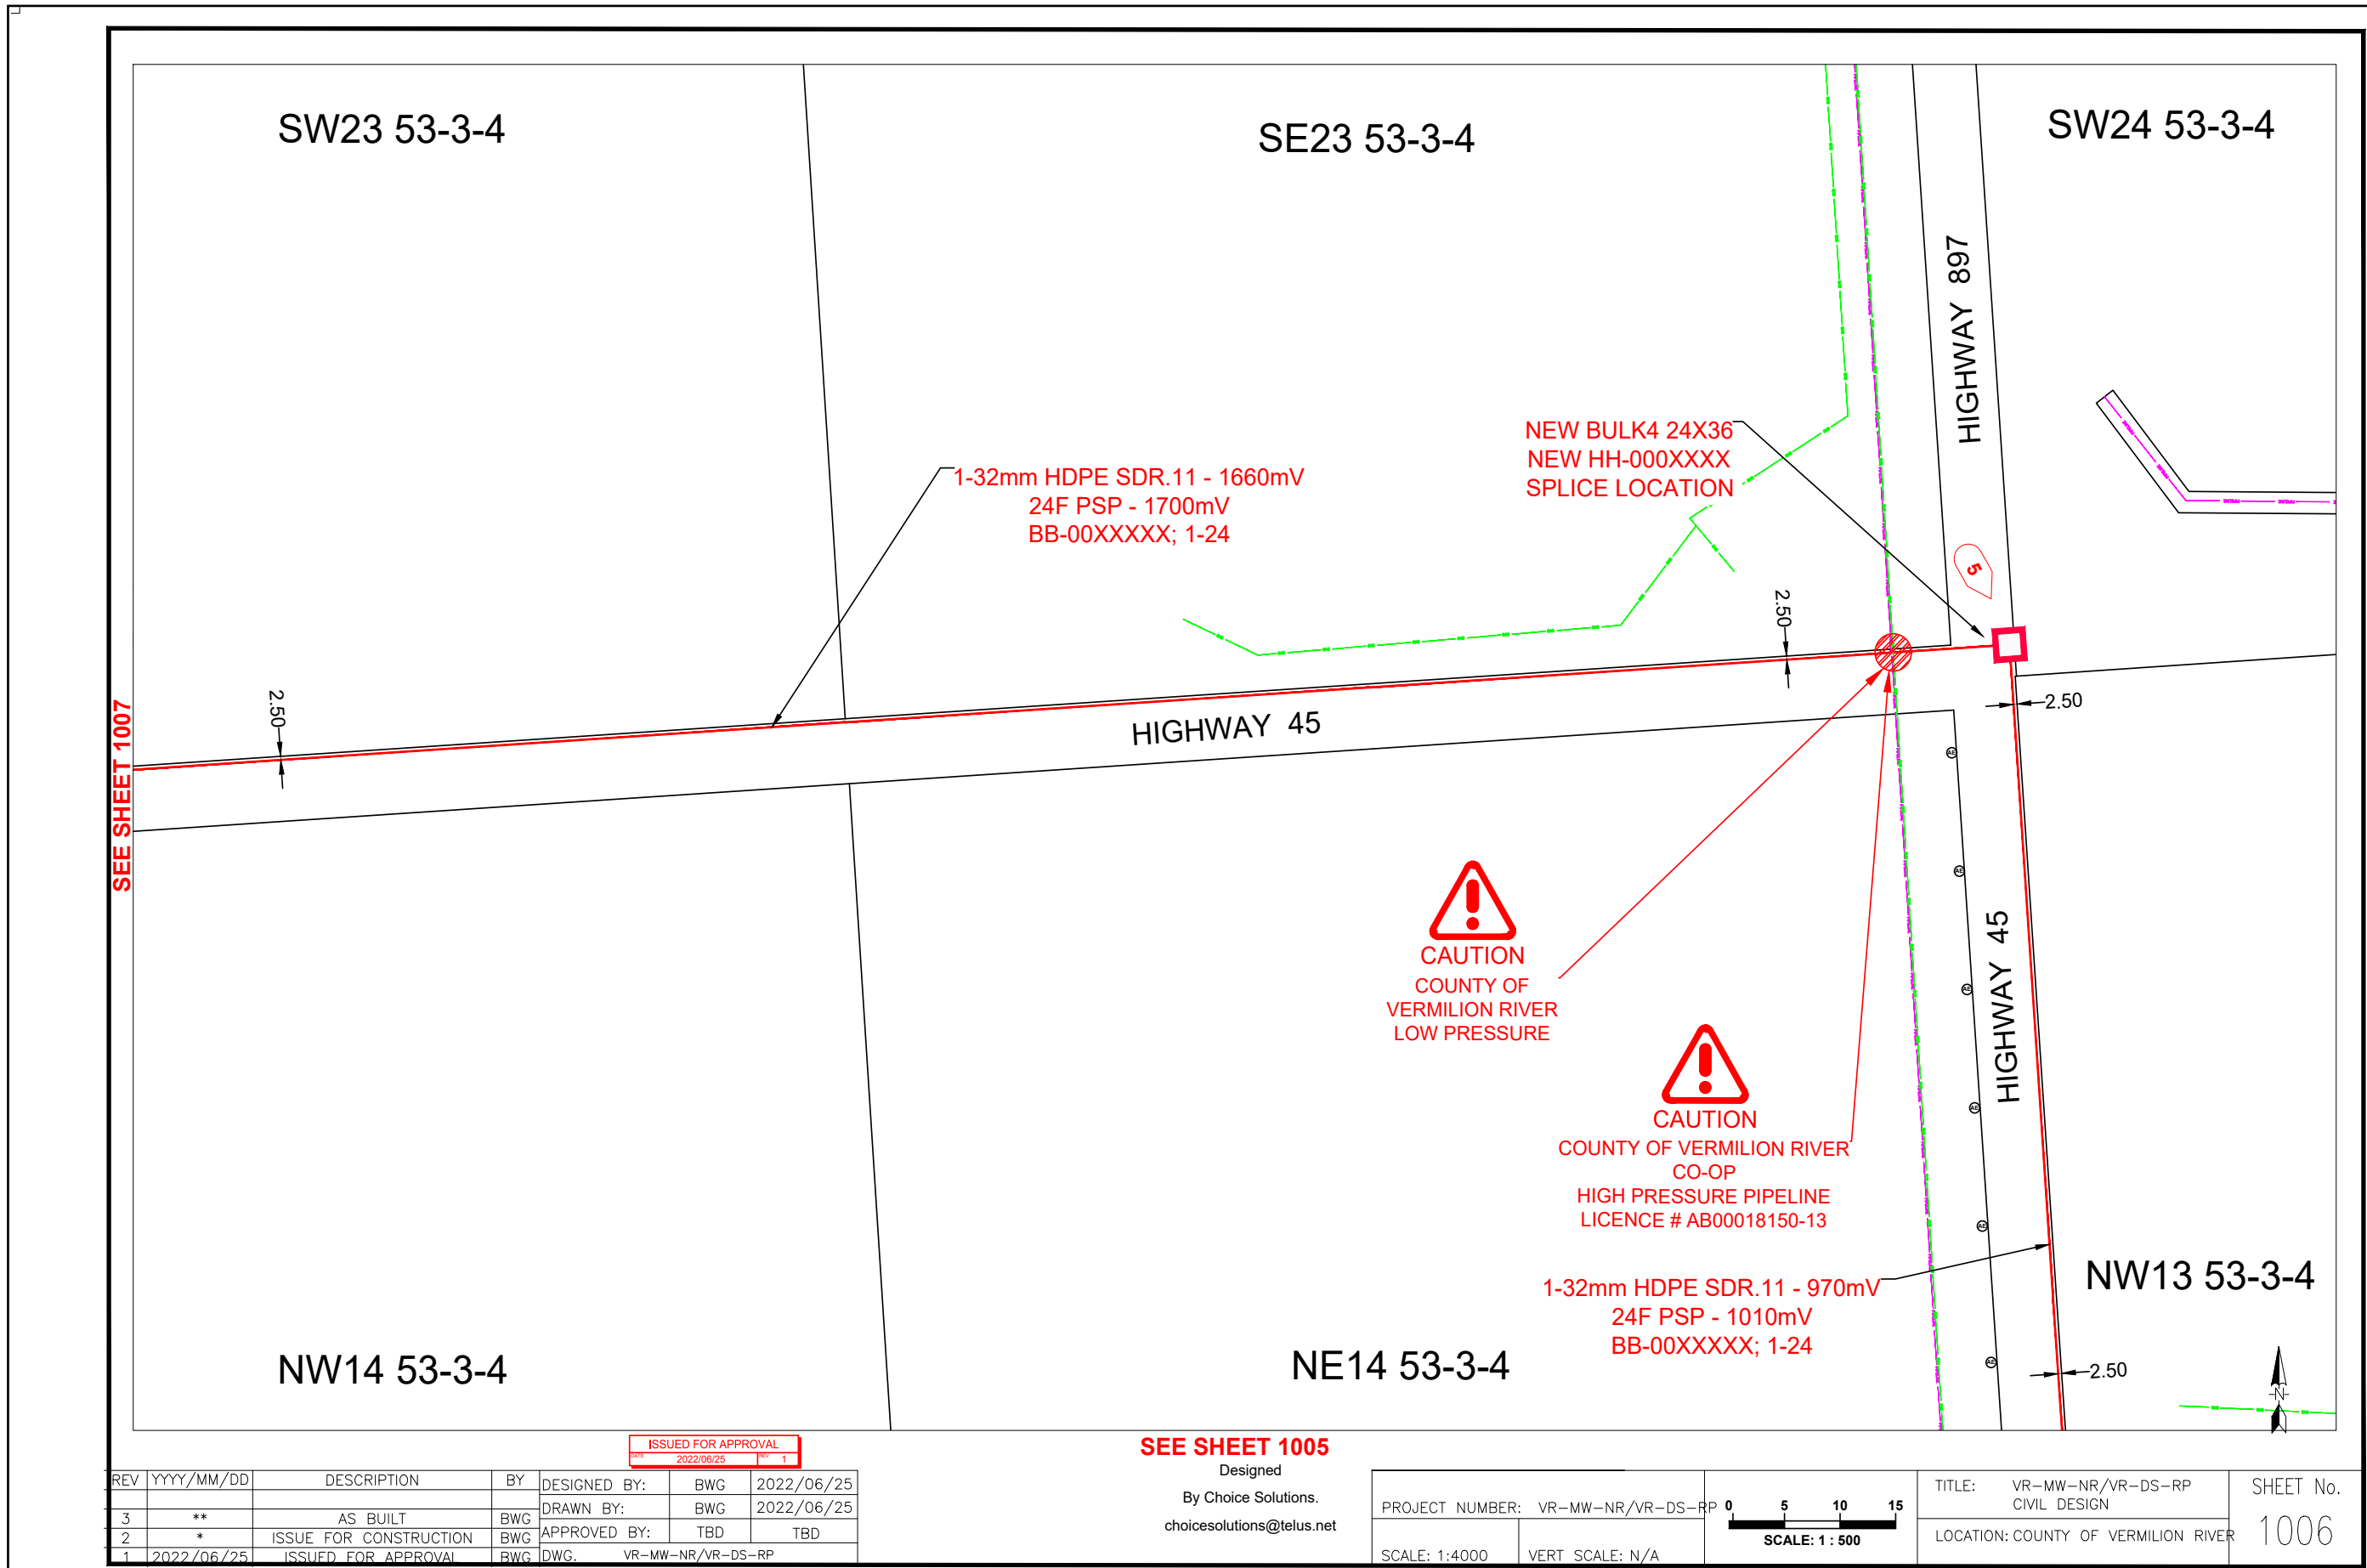 SW23 53-3-4
SE23 53-3-4
SW24 53-3-4
HIGHWAY 897
NEW BULK4 24X36
NEW HH-000XXXX
SPLICE LOCATION
1-32mm HDPE SDR.11 - 1660mV
24F PSP - 1700mV
BB-00XXXXX; 1-24
5
2.50
2.50
2.50
SEE SHEET 1007
HIGHWAY 45
CAUTION
COUNTY OF
VERMILION RIVER
LOW PRESSURE
HIGHWAY 45
CAUTION
COUNTY OF VERMILION RIVER
CO-OP
HIGH PRESSURE PIPELINE
LICENCE # AB00018150-13
1-32mm HDPE SDR.11 - 970mV
24F PSP - 1010mV
BB-00XXXXX; 1-24
NW13 53-3-4
NW14 53-3-4
NE14 53-3-4
2.50
N
AE
AE
AE
AE
AE
AE
ISSUED FOR APPROVAL
DATE: 2022/06/25 REV: 1
SEE SHEET 1005
Designed
By Choice Solutions.
choicesolutions@telus.net
REV YYYY/MM/DD DESCRIPTION BY
3 ** AS BUILT BWG
2 * ISSUE FOR CONSTRUCTION BWG
1 2022/06/25 ISSUED FOR APPROVAL BWG
DESIGNED BY: BWG 2022/06/25
DRAWN BY: BWG 2022/06/25
APPROVED BY: TBD TBD
DWG. VR-MW-NR/VR-DS-RP
PROJECT NUMBER: VR-MW-NR/VR-DS-RP
SCALE: 1:4000 VERT SCALE: N/A
0 5 10 15
SCALE: 1 : 500
TITLE: VR-MW-NR/VR-DS-RP
CIVIL DESIGN
LOCATION: COUNTY OF VERMILION RIVER
SHEET No.
1006